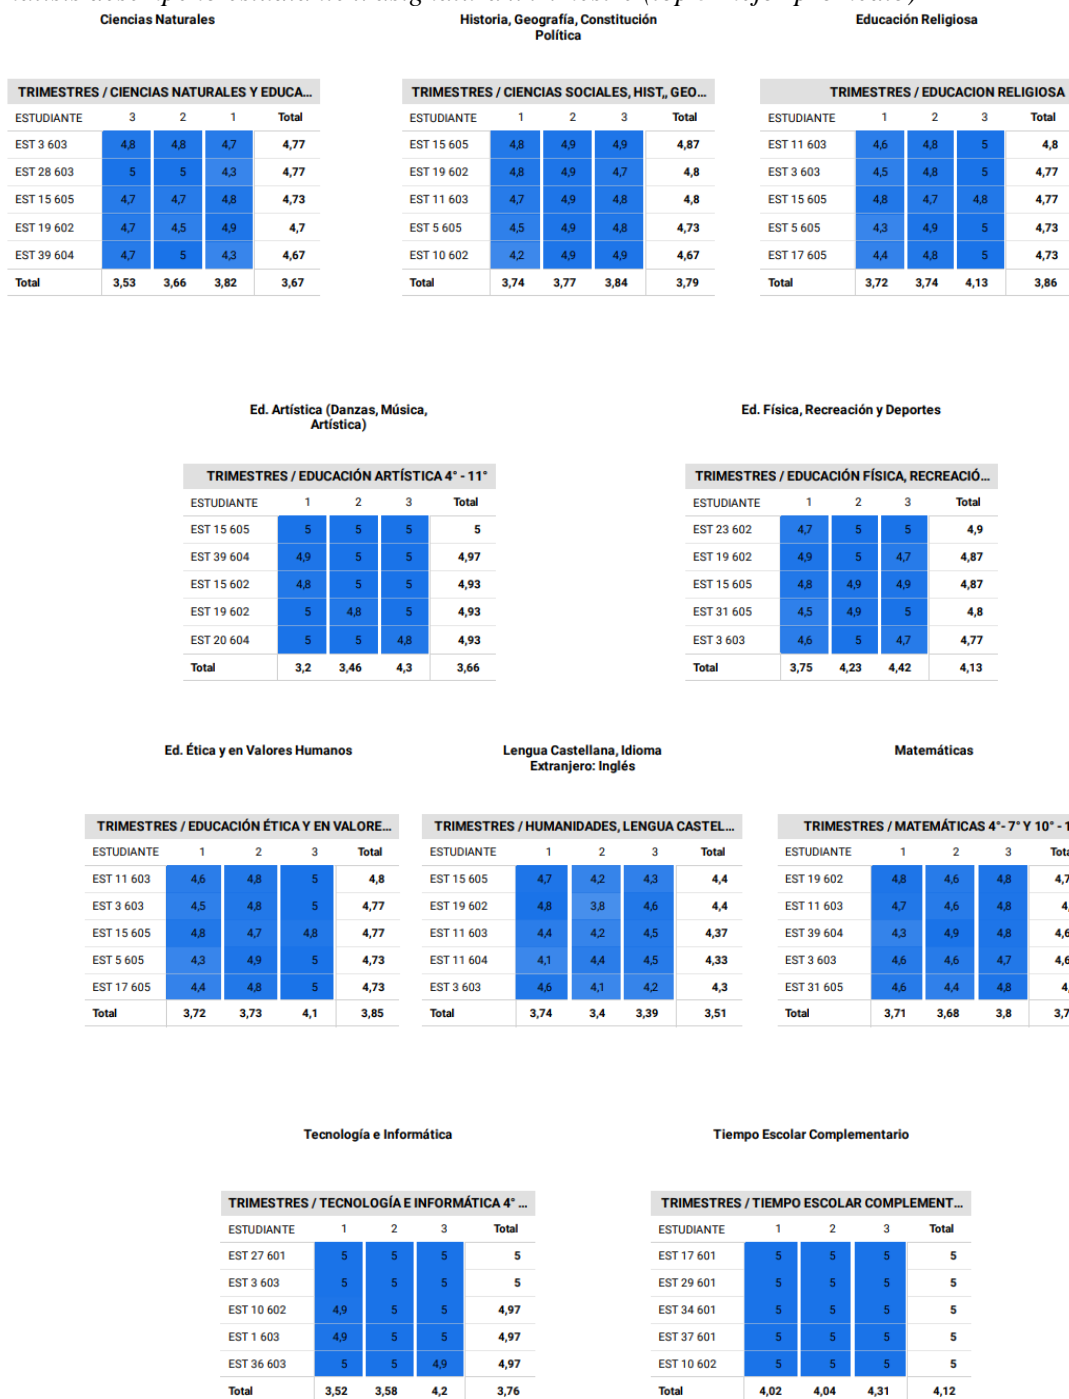 Ciencias Naturales
TRIMESTRES / CIENCIAS NATURALES Y EDUCA...
ESTUDIANTE 3 2 1 Total
EST 3 603 4,8 4,8 4,7 4,77
EST 28 603 5 5 4,3 4,77
EST 15 605 4,7 4,7 4,8 4,73
EST 19 602 4,7 4,5 4,9 4,7
EST 39 604 4,7 5 4,3 4,67
Total 3,53 3,66 3,82 3,67
Historia, Geografía, Constitución
Política
TRIMESTRES / CIENCIAS SOCIALES, HIST,, GEO...
ESTUDIANTE 1 2 3 Total
EST 15 605 4,8 4,9 4,9 4,87
EST 19 602 4,8 4,9 4,7 4,8
EST 11 603 4,7 4,9 4,8 4,8
EST 5 605 4,5 4,9 4,8 4,73
EST 10 602 4,2 4,9 4,9 4,67
Total 3,74 3,77 3,84 3,79
Educación Religiosa
TRIMESTRES / EDUCACION RELIGIOSA
ESTUDIANTE 1 2 3 Total
EST 11 603 4,6 4,8 5 4,8
EST 3 603 4,5 4,8 5 4,77
EST 15 605 4,8 4,7 4,8 4,77
EST 5 605 4,3 4,9 5 4,73
EST 17 605 4,4 4,8 5 4,73
Total 3,72 3,74 4,13 3,86
Ed. Artística (Danzas, Música,
Artística)
TRIMESTRES / EDUCACIÓN ARTÍSTICA 4° - 11°
ESTUDIANTE 1 2 3 Total
EST 15 605 5 5 5 5
EST 39 604 4,9 5 5 4,97
EST 15 602 4,8 5 5 4,93
EST 19 602 5 4,8 5 4,93
EST 20 604 5 5 4,8 4,93
Total 3,2 3,46 4,3 3,66
Ed. Física, Recreación y Deportes
TRIMESTRES / EDUCACIÓN FÍSICA, RECREACIÓ...
ESTUDIANTE 1 2 3 Total
EST 23 602 4,7 5 5 4,9
EST 19 602 4,9 5 4,7 4,87
EST 15 605 4,8 4,9 4,9 4,87
EST 31 605 4,5 4,9 5 4,8
EST 3 603 4,6 5 4,7 4,77
Total 3,75 4,23 4,42 4,13
Ed. Ética y en Valores Humanos
TRIMESTRES / EDUCACIÓN ÉTICA Y EN VALORE...
ESTUDIANTE 1 2 3 Total
EST 11 603 4,6 4,8 5 4,8
EST 3 603 4,5 4,8 5 4,77
EST 15 605 4,8 4,7 4,8 4,77
EST 5 605 4,3 4,9 5 4,73
EST 17 605 4,4 4,8 5 4,73
Total 3,72 3,73 4,1 3,85
Lengua Castellana, Idioma
Extranjero: Inglés
TRIMESTRES / HUMANIDADES, LENGUA CASTEL...
ESTUDIANTE 1 2 3 Total
EST 15 605 4,7 4,2 4,3 4,4
EST 19 602 4,8 3,8 4,6 4,4
EST 11 603 4,4 4,2 4,5 4,37
EST 11 604 4,1 4,4 4,5 4,33
EST 3 603 4,6 4,1 4,2 4,3
Total 3,74 3,4 3,39 3,51
Matemáticas
TRIMESTRES / MATEMÁTICAS 4°- 7° Y 10° -
ESTUDIANTE 1 2 3
EST 19 602 4,8 4,6 4,8
EST 11 603 4,7 4,6 4,8
EST 39 604 4,3 4,9 4,8
EST 3 603 4,6 4,6 4,7
EST 31 605 4,6 4,4 4,8
Total 3,71 3,68 3,8
Tecnología e Informática
TRIMESTRES / TECNOLOGÍA E INFORMÁTICA 4° ...
ESTUDIANTE 1 2 3 Total
EST 27 601 5 5 5 5
EST 3 603 5 5 5 5
EST 10 602 4,9 5 5 4,97
EST 1 603 4,9 5 5 4,97
EST 36 603 5 5 4,9 4,97
Total 3,52 3,58 4,2 3,76
Tiempo Escolar Complementario
TRIMESTRES / TIEMPO ESCOLAR COMPLEMENT...
ESTUDIANTE 1 2 3 Total
EST 17 601 5 5 5 5
EST 29 601 5 5 5 5
EST 34 601 5 5 5 5
EST 37 601 5 5 5 5
EST 10 602 5 5 5 5
Total 4,02 4,04 4,31 4,12